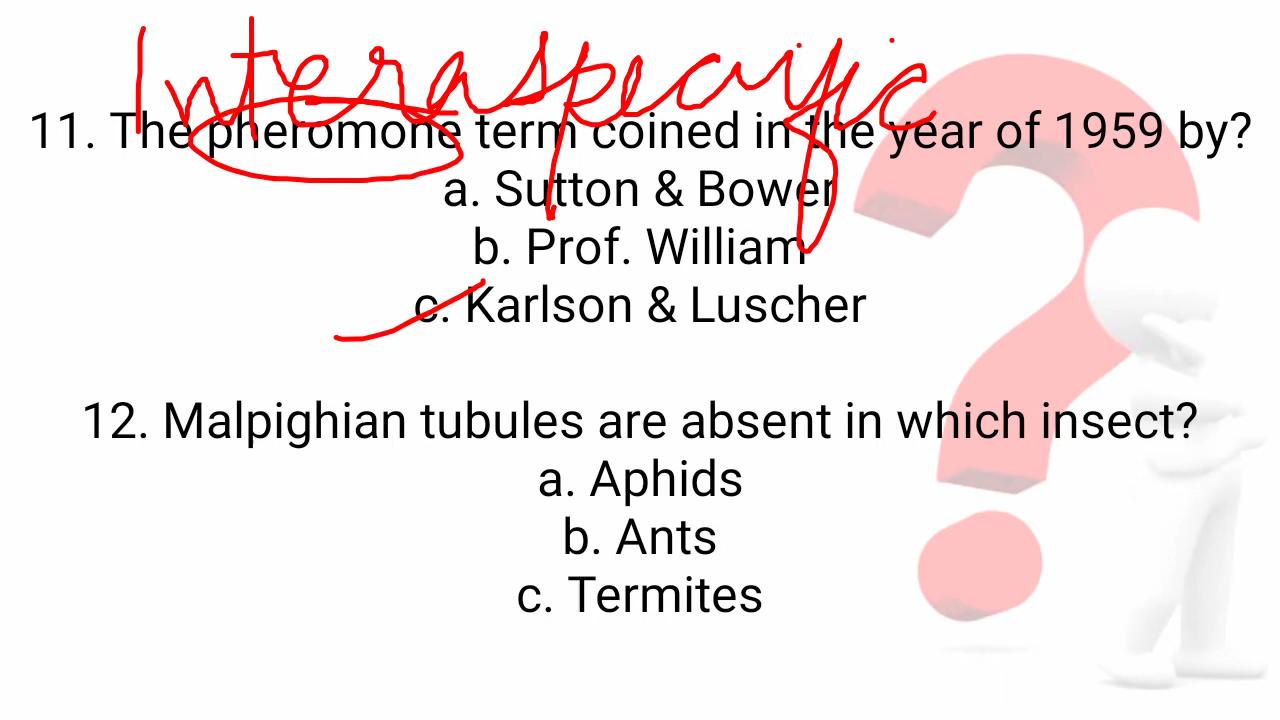 Interaspecific
11. The pheromone term coined in the year of 1959 by?
a. Sutton & Bower
b. Prof. William
c. Karlson & Luscher
12. Malpighian tubules are absent in which insect?
a. Aphids
b. Ants
c. Termites